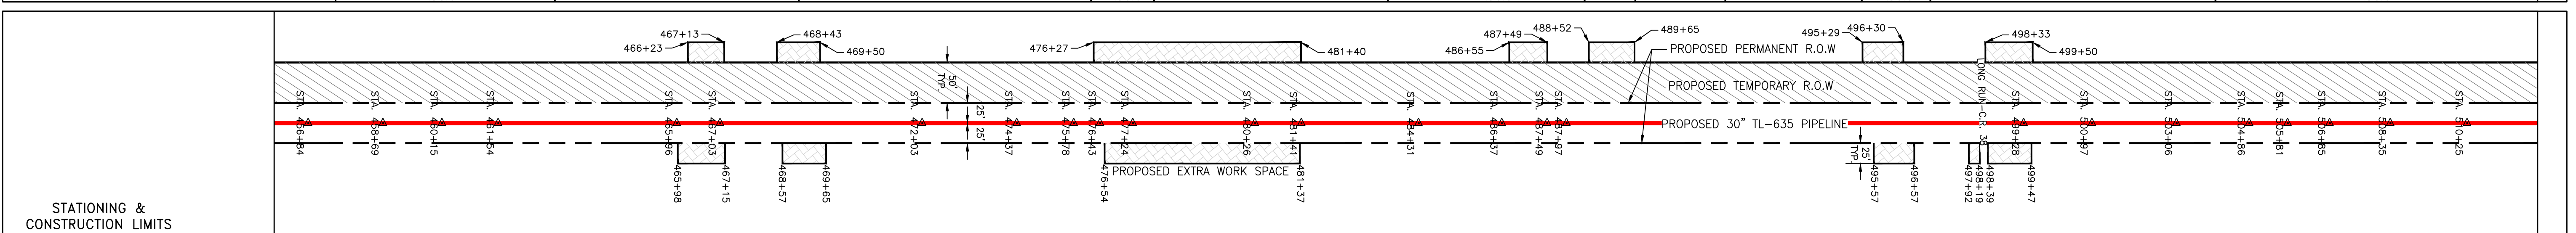 467+13
468+43
466+23
469+50
476+27
481+40
487+49
488+52
486+55
489+65
495+29
496+30
498+33
499+50
PROPOSED PERMANENT R.O.W
PROPOSED TEMPORARY R.O.W
50'
TYP.
25'
25'
STA. 456+84
STA. 458+69
STA. 460+15
STA. 461+54
STA. 465+96
STA. 467+03
STA. 472+03
STA. 474+37
STA. 475+78
STA. 476+43
STA. 477+24
STA. 480+26
STA. 481+41
STA. 484+31
STA. 486+37
STA. 487+49
STA. 487+97
PROPOSED 30" TL-635 PIPELINE
LONG RUN-C.R. 38
STA. 499+28
STA. 500+97
STA. 503+06
STA. 504+86
STA. 505+81
STA. 506+85
STA. 508+35
STA. 510+25
25'
TYP.
465+98
467+15
468+57
469+65
476+54
PROPOSED EXTRA WORK SPACE
481+37
495+57
496+57
497+92
498+19
498+39
499+47
STATIONING &
CONSTRUCTION LIMITS